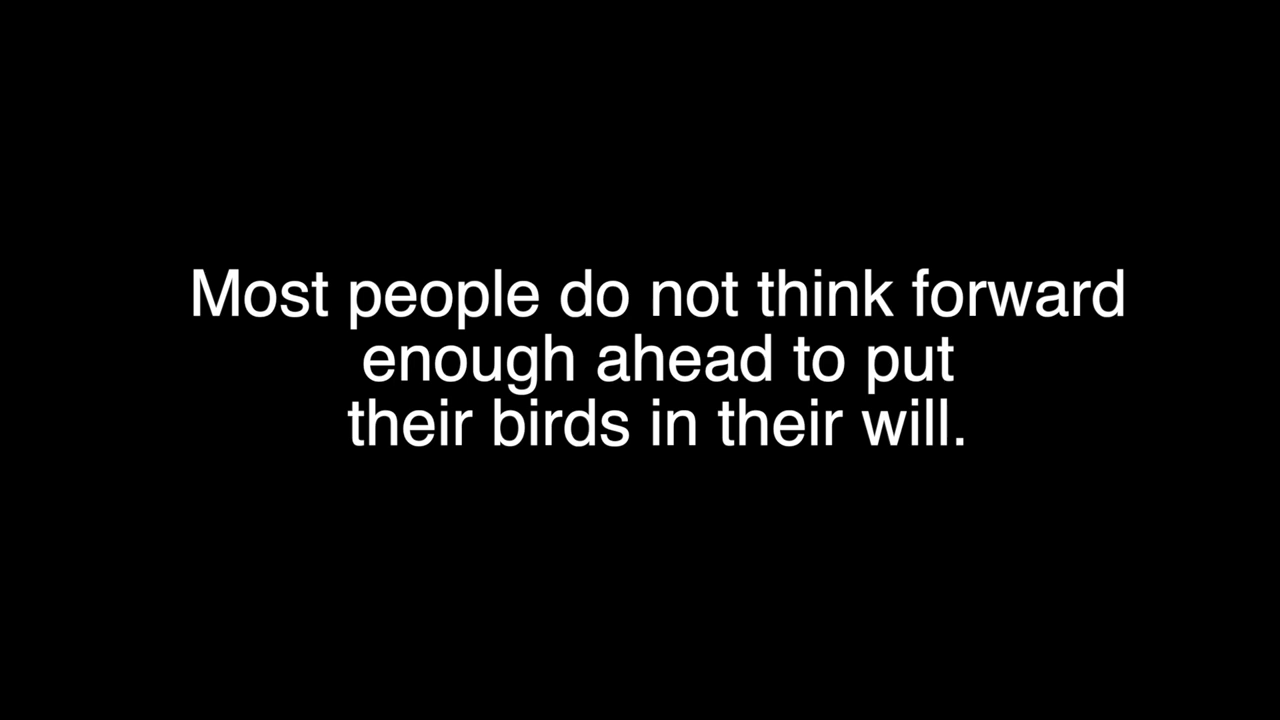 Most people do not think forward
enough ahead to put
their birds in their will.